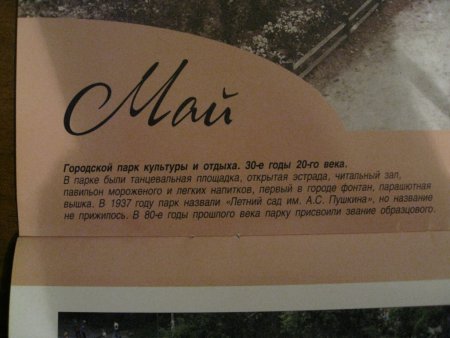 Май
Городской парк культуры и отдыха. 30-е годы 20-го века.
В парке были танцевальная площадка, открытая эстрада, читальный зал,
павильон мороженого и легких напитков, первый в городе фонтан, парашютная
вышка. В 1937 году парк назвали «Летний сад им. А.С. Пушкина», но название
не прижилось. В 80-е годы прошлого века парку присвоили звание образцового.